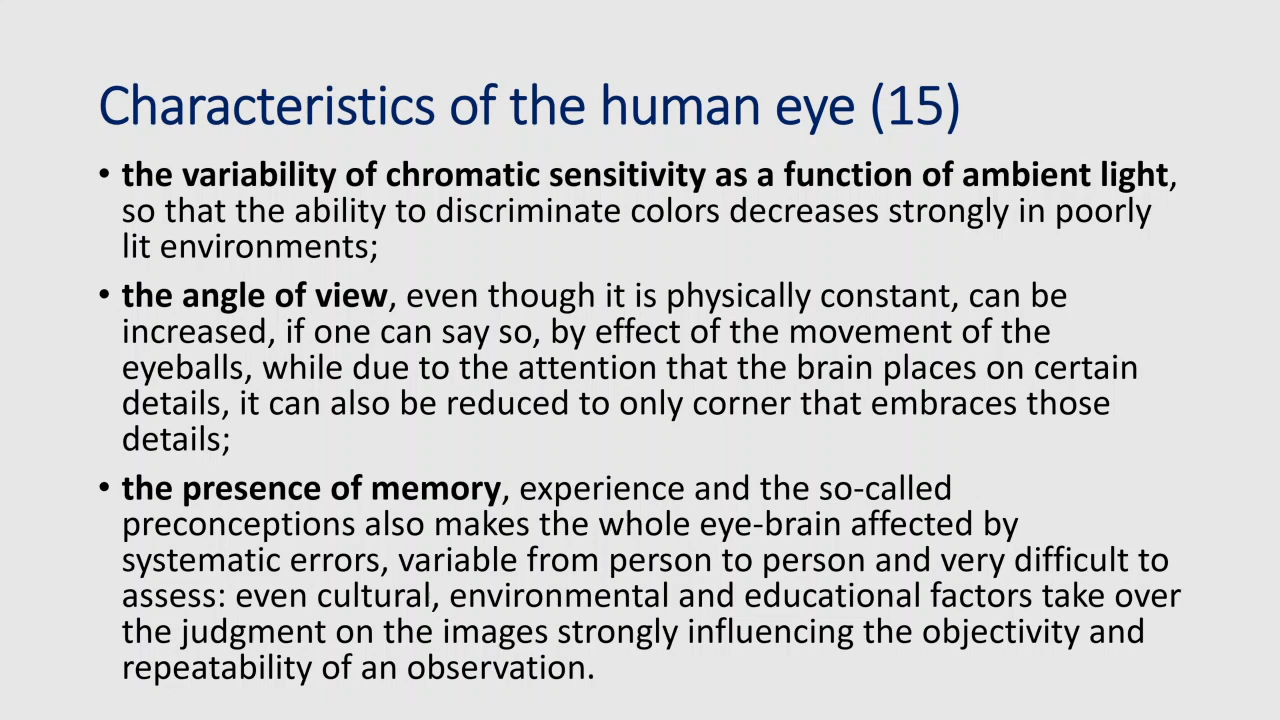 Characteristics of the human eye (15)
• the variability of chromatic sensitivity as a function of ambient light,
so that the ability to discriminate colors decreases strongly in poorly
lit environments;
• the angle of view, even though it is physically constant, can be
increased, if one can say so, by effect of the movement of the
eyeballs, while due to the attention that the brain places on certain
details, it can also be reduced to only corner that embraces those
details;
• the presence of memory, experience and the so-called
preconceptions also makes the whole eye-brain affected by
systematic errors, variable from person to person and very difficult to
assess: even cultural, environmental and educational factors take over
the judgment on the images strongly influencing the objectivity and
repeatability of an observation.